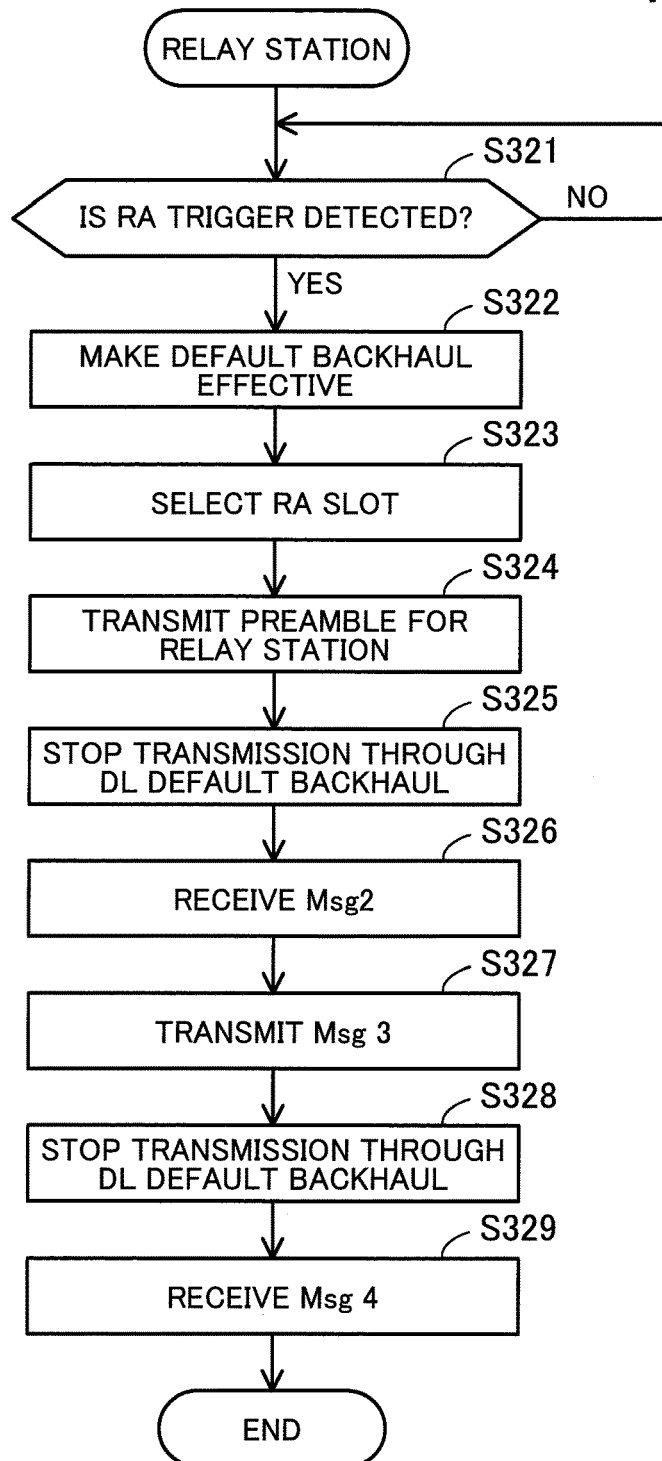 RELAY STATION
S321
IS RA TRIGGER DETECTED?
NO
YES
S322
MAKE DEFAULT BACKHAUL
EFFECTIVE
S323
SELECT RA SLOT
S324
TRANSMIT PREAMBLE FOR
RELAY STATION
S325
STOP TRANSMISSION THROUGH
DL DEFAULT BACKHAUL
S326
RECEIVE Msg2
S327
TRANSMIT Msg 3
S328
STOP TRANSMISSION THROUGH
DL DEFAULT BACKHAUL
S329
RECEIVE Msg 4
END